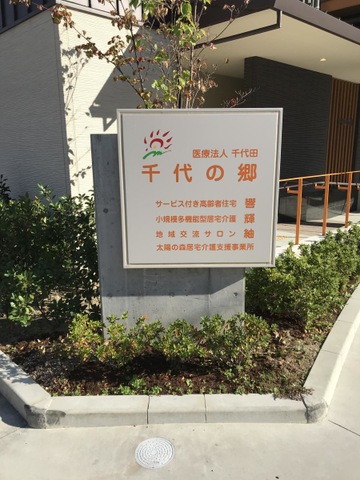 医療法人 千代田
千代の郷
サービス付き高齢者住宅 響
小規模多機能型居宅介護 輝
地域交流サロン 紬
太陽の森居宅介護支援事業所